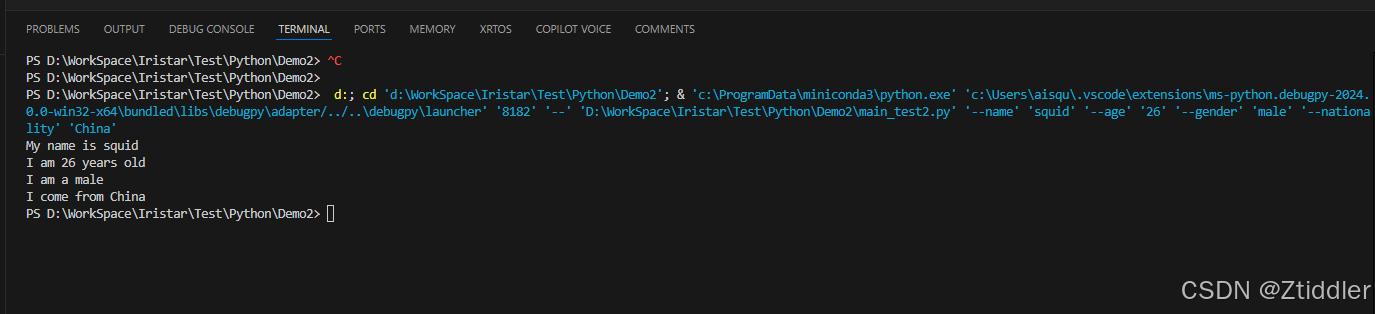 PROBLEMS OUTPUT DEBUG CONSOLE TERMINAL PORTS MEMORY XRTOS COPILOT VOICE COMMENTS
PS D:\WorkSpace\Iristar\Test\Python\Demo2> ^C
PS D:\WorkSpace\Iristar\Test\Python\Demo2>
PS D:\WorkSpace\Iristar\Test\Python\Demo2>  d:; cd 'd:\WorkSpace\Iristar\Test\Python\Demo2'; & 'c:\ProgramData\miniconda3\python.exe' 'c:\Users\aisqu\.vscode\extensions\ms-python.debugpy-2024.
0.0-win32-x64\bundled\libs\debugpy\adapter/../..\debugpy\launcher' '8182' '--' 'D:\WorkSpace\Iristar\Test\Python\Demo2\main_test2.py' '--name' 'squid' '--age' '26' '--gender' 'male' '--nationa
lity' 'China'
My name is squid
I am 26 years old
I am a male
I come from China
PS D:\WorkSpace\Iristar\Test\Python\Demo2>
CSDN @Ztiddler